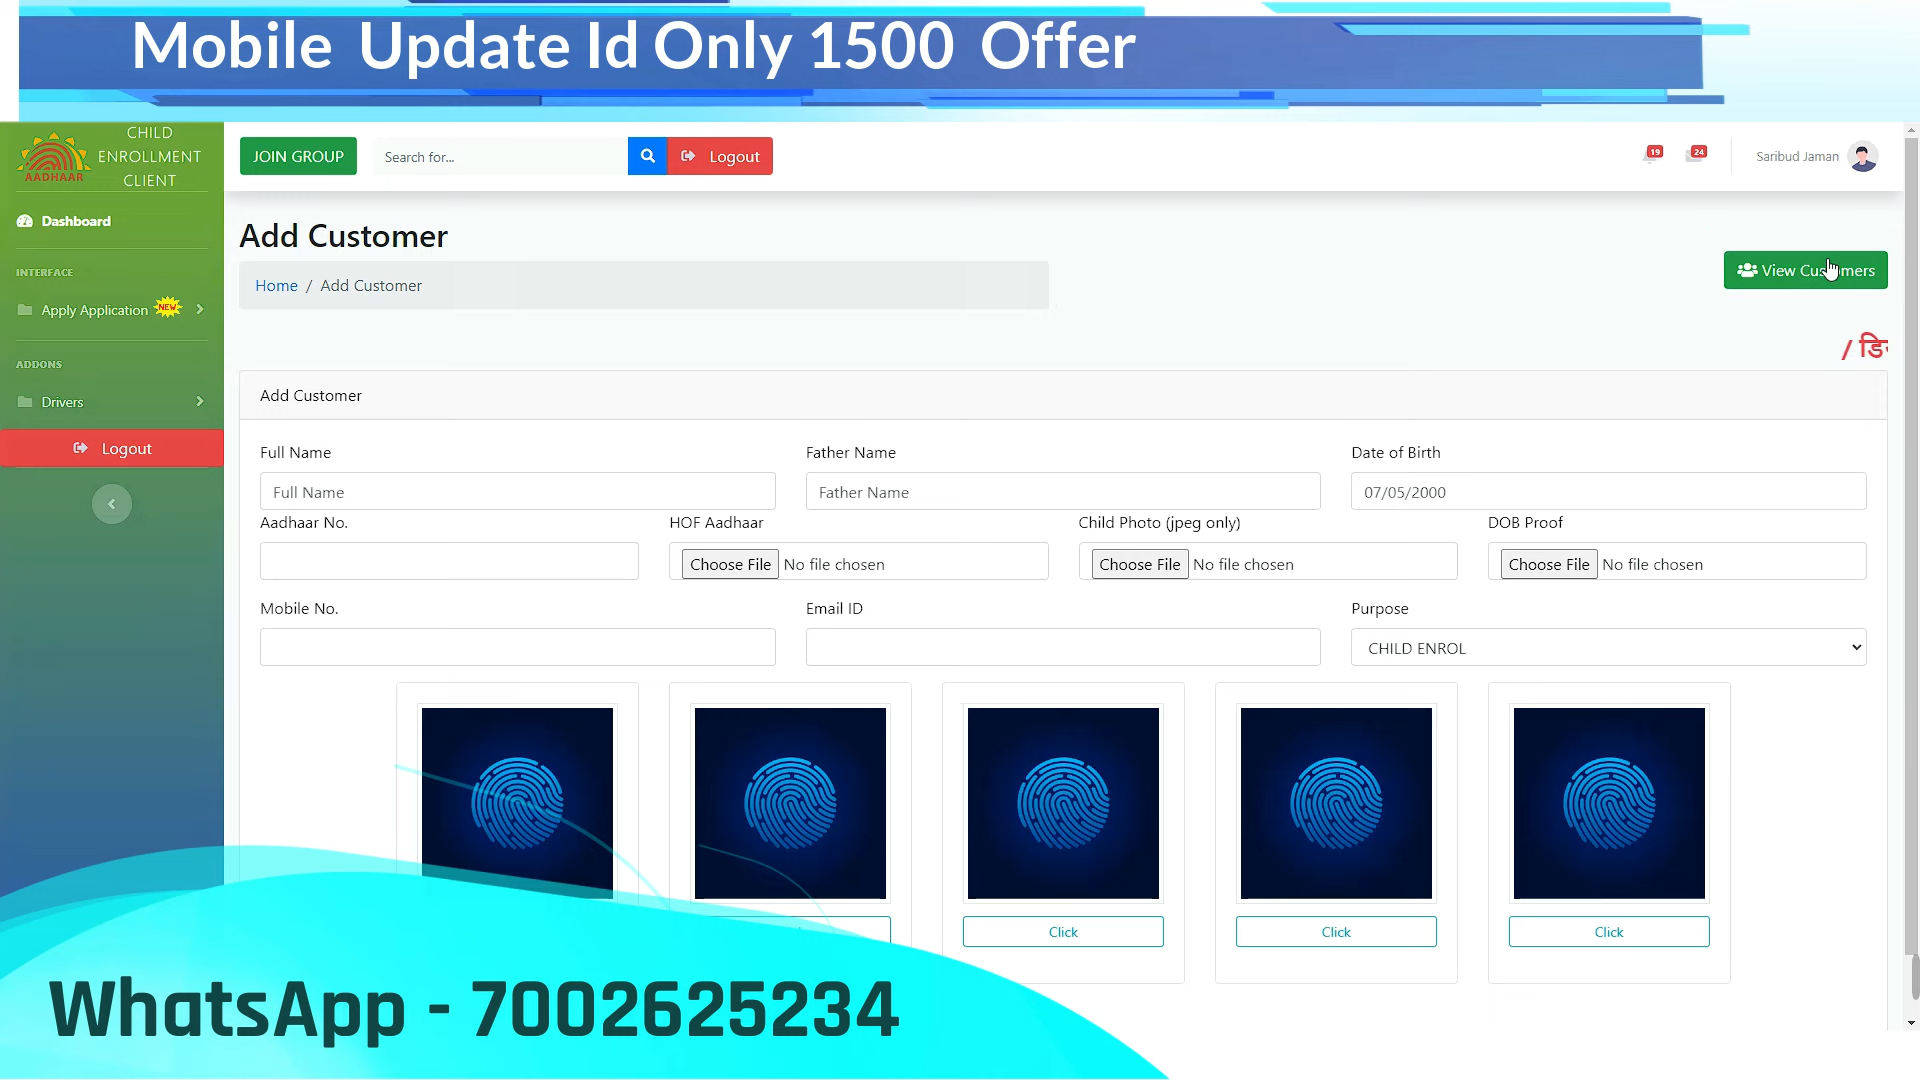 Mobile Update Id Only 1500 Offer
AADHAAR
CHILD
ENROLLMENT
CLIENT
JOIN GROUP
Search for...
Logout
19
24
Saribud Jaman
Dashboard
INTERFACE
Apply Application NEW
ADDONS
Drivers
Logout
Add Customer
Home / Add Customer
View Customers
/
Add Customer
Full Name
Father Name
Date of Birth
Full Name
Father Name
07/05/2000
Aadhaar No.
HOF Aadhaar
Child Photo (jpeg only)
DOB Proof
Choose File No file chosen
Choose File No file chosen
Choose File No file chosen
Mobile No.
Email ID
Purpose
CHILD ENROL
Click
Click
Click
WhatsApp - 7002625234